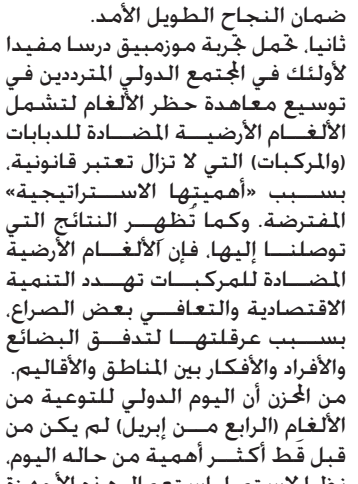 ضمان النجاح الطويل الأمد.
ثانيا، تحمل تجربة موزمبيق درسا مفيدا
لأولئك في المجتمع الدولي المترددين في
توسيع معاهدة حظر الألغام لتشمل
الألغام الأرضية المضادة للدبابات
(والمركبات) التي لا تزال تعتبر قانونية،
بسبب «أهميتها الاستراتيجية»
المفترضة. وكما تُظهر النتائج التي
توصلنا إليها، فإن الألغام الأرضية
المضادة للمركبات تهدد التنمية
الاقتصادية والتعافي بعض الصراع،
بسبب عرقلتها لتدفق البضائع
والأفراد والأفكار بين المناطق والأقاليم.
من المحزن أن اليوم الدولي للتوعية من
الألغام (الرابع من إبريل) لم يكن من
قبل قَط أكثر أهمية من حاله اليوم،